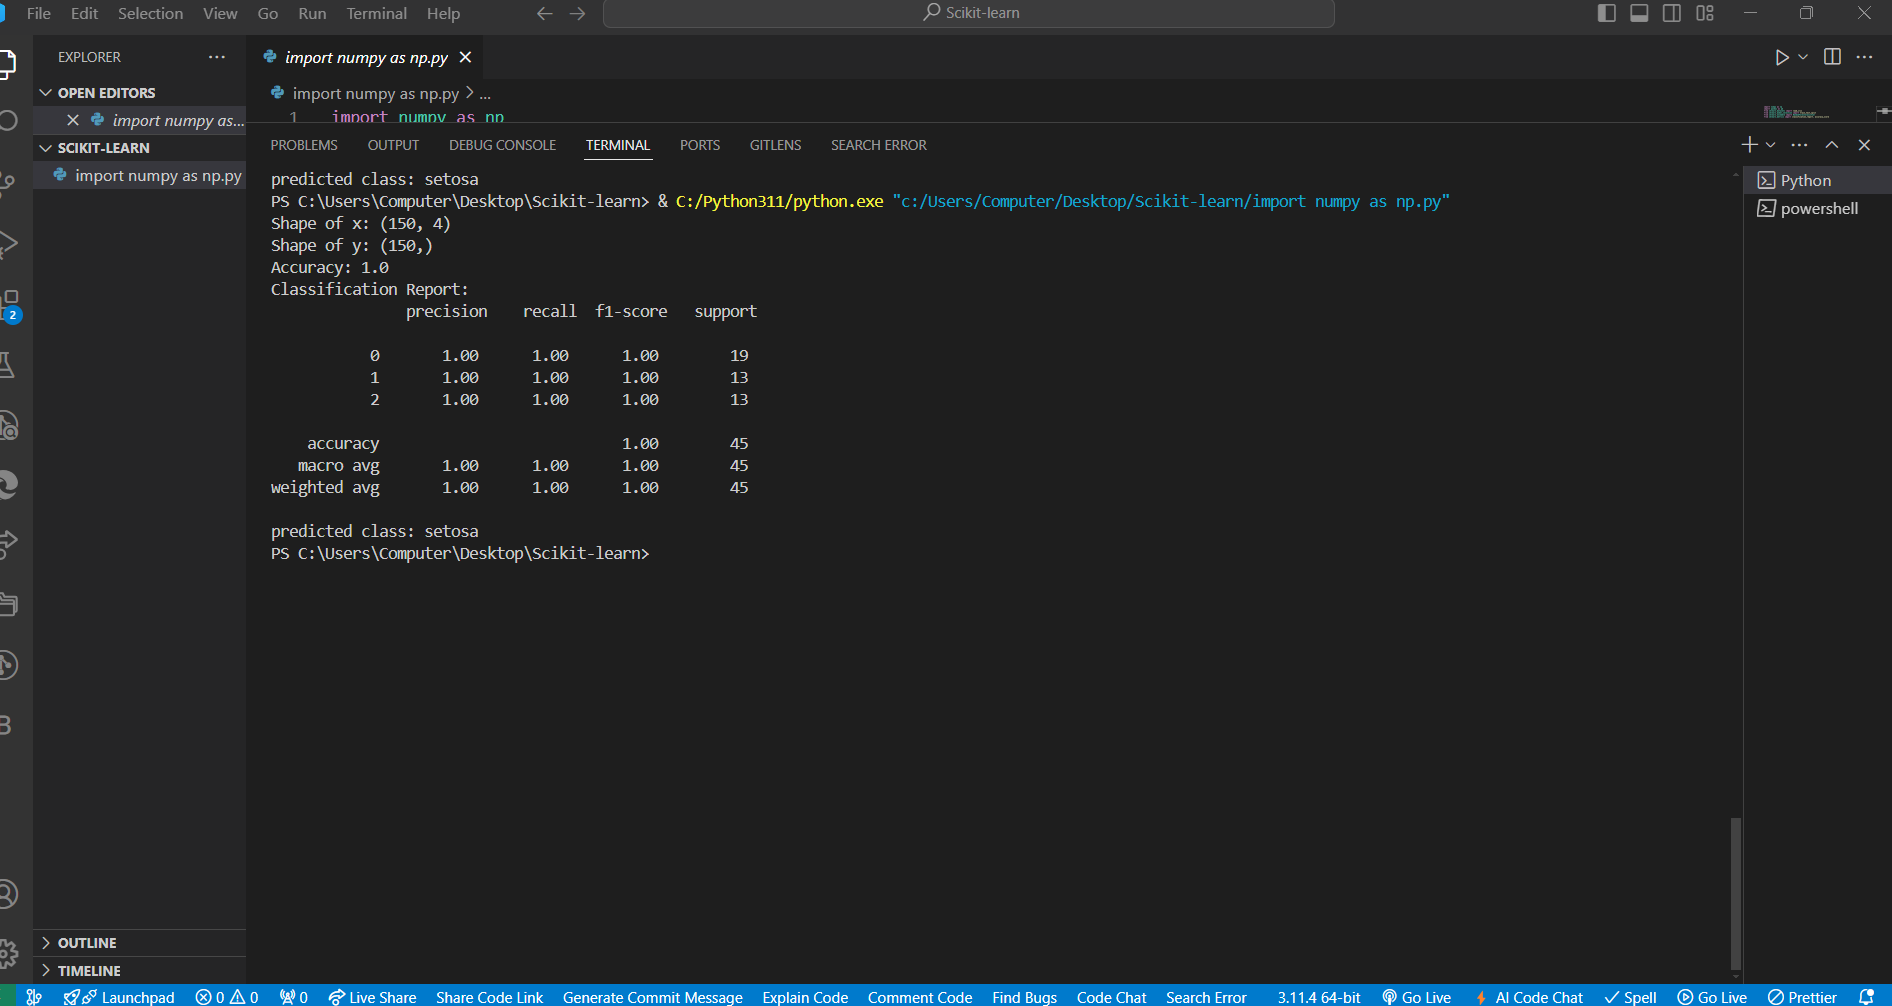 File Edit Selection View Go Run Terminal Help
Scikit-learn
EXPLORER
import numpy as np.py
OPEN EDITORS
import numpy as np.py > ...
import numpy as...
1 import numpy as np
SCIKIT-LEARN
import numpy as np.py
PROBLEMS OUTPUT DEBUG CONSOLE TERMINAL PORTS GITLENS SEARCH ERROR
predicted class: setosa
PS C:\Users\Computer\Desktop\Scikit-learn> & C:/Python311/python.exe "c:/Users/Computer/Desktop/Scikit-learn/import numpy as np.py"
Shape of x: (150, 4)
Shape of y: (150,)
Accuracy: 1.0
Classification Report:
precision recall f1-score support
0 1.00 1.00 1.00 19
1 1.00 1.00 1.00 13
2 1.00 1.00 1.00 13
accuracy 1.00 45
macro avg 1.00 1.00 1.00 45
weighted avg 1.00 1.00 1.00 45
predicted class: setosa
PS C:\Users\Computer\Desktop\Scikit-learn>
Python
powershell
2
B
OUTLINE
TIMELINE
Launchpad 0 0 0 Live Share Share Code Link Generate Commit Message Explain Code Comment Code Find Bugs Code Chat Search Error 3.11.4 64-bit Go Live AI Code Chat Spell Go Live Prettier